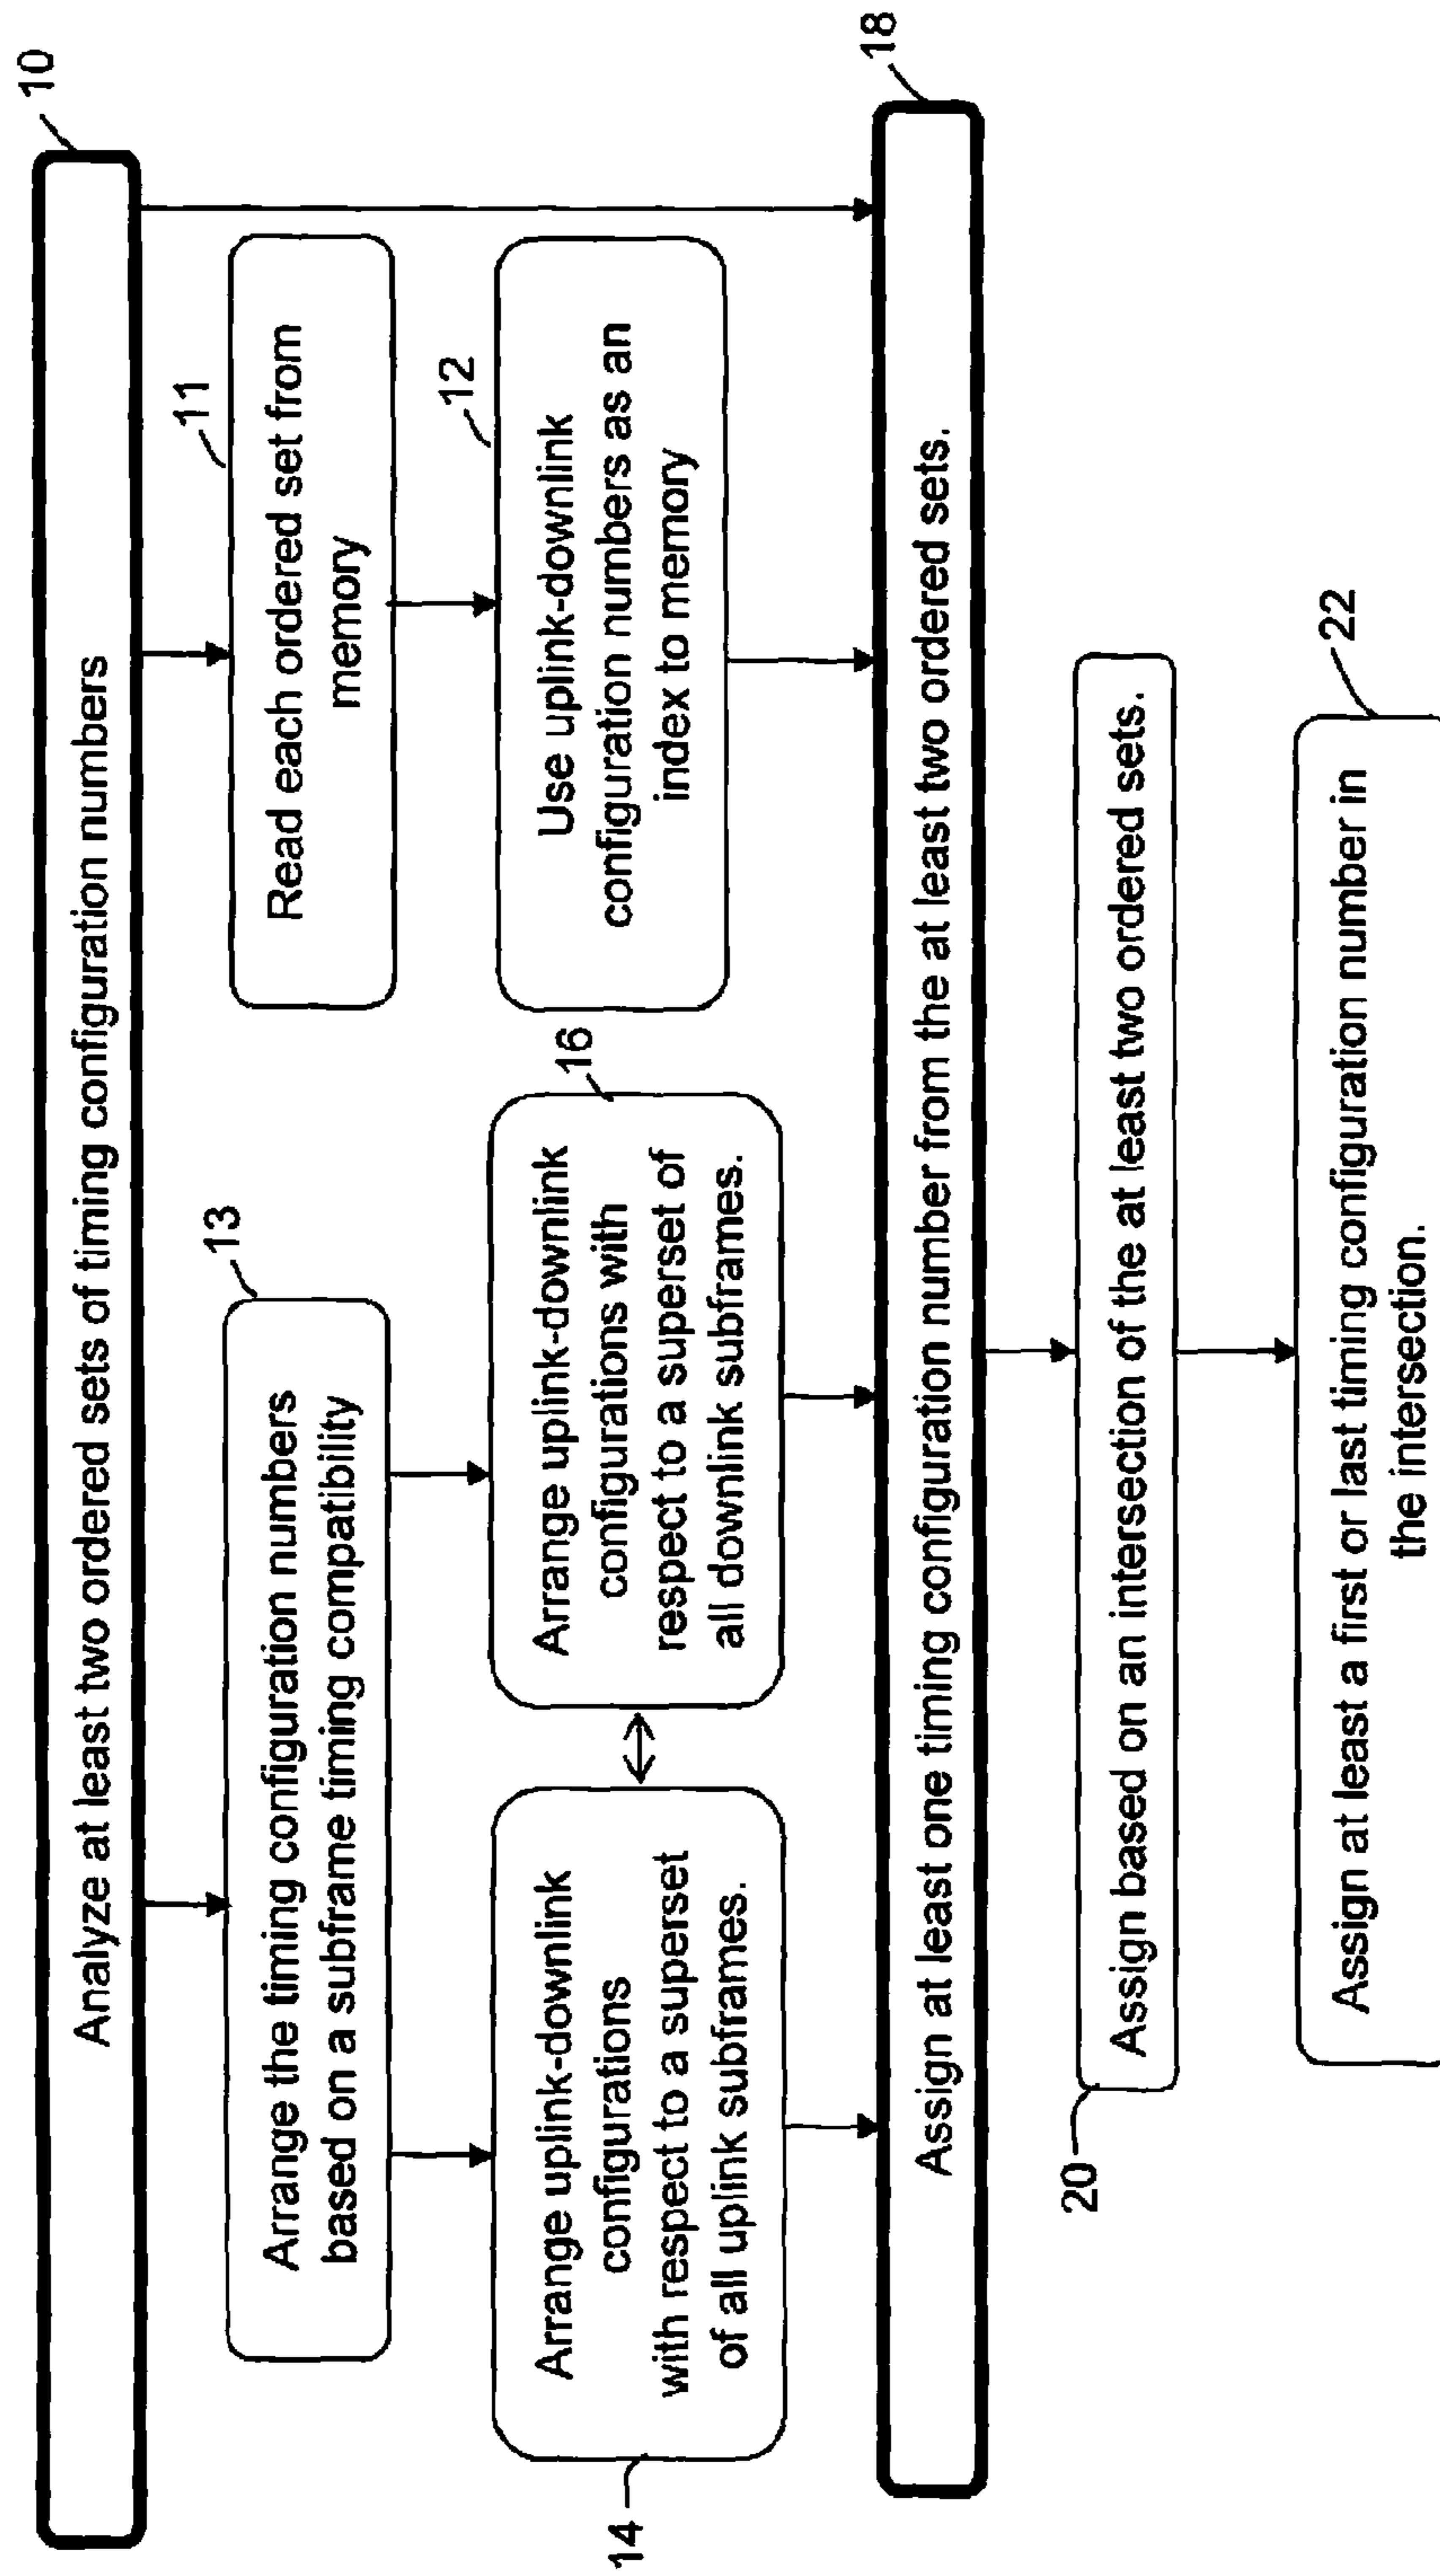 10
Analyze at least two ordered sets of timing configuration numbers
13
Arrange the timing configuration numbers
based on a subframe timing compatibility
11
Read each ordered set from
memory
14
Arrange uplink-downlink
configurations
with respect to a superset
of all uplink subframes.
16
Arrange uplink-downlink
configurations with
respect to a superset of
all downlink subframes.
12
Use uplink-downlink
configuration numbers as an
index to memory
18
Assign at least one timing configuration number from the at least two ordered sets.
20
Assign based on an intersection of the at least two ordered sets.
22
Assign at least a first or last timing configuration number in
the intersection.